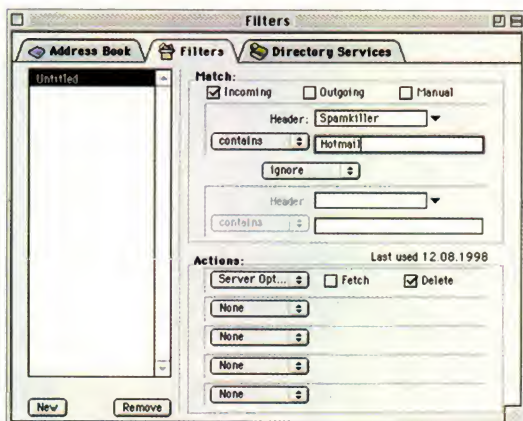 Filters
Address Book Filters Directory Services
Untitled
Match:
Incoming Outgoing Manual
Header: Spamkiller
contains Hotmail
Ignore
Header
contains
Actions: Last used 12.08.1998
Server Opt... Fetch Delete
None
None
None
None
New Remove